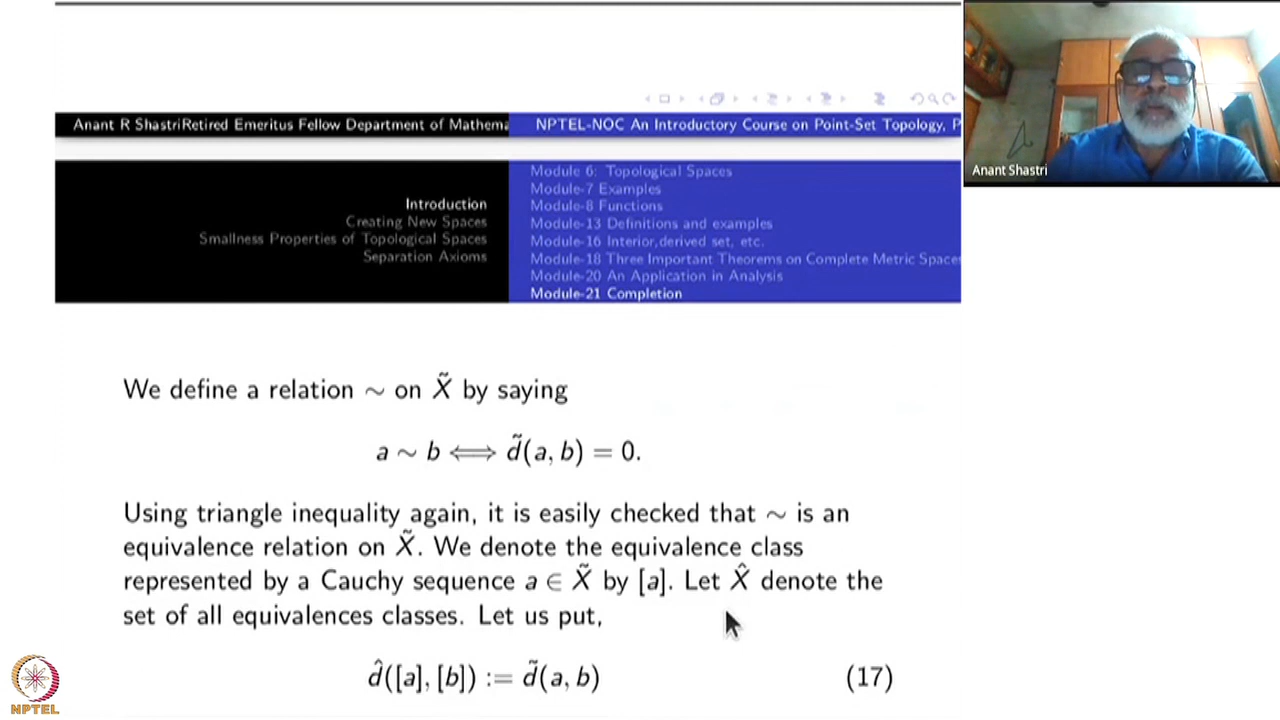 Anant R ShastriRetired Emeritus Fellow Department of Mathema
NPTEL-NOC An Introductory Course on Point-Set Topology, P
Introduction
Creating New Spaces
Smallness Properties of Topological Spaces
Separation Axioms
Module 6: Topological Spaces
Module-7 Examples
Module-8 Functions
Module-13 Definitions and examples
Module-16 Interior,derived set, etc.
Module-18 Three Important Theorems on Complete Metric Spaces
Module-20 An Application in Analysis
Module-21 Completion
Anant Shastri
We define a relation ∼ on X̃ by saying
a ∼ b ⟺ d̃(a, b) = 0.
Using triangle inequality again, it is easily checked that ∼ is an
equivalence relation on X̃. We denote the equivalence class
represented by a Cauchy sequence a ∈ X̃ by [a]. Let X̂ denote the
set of all equivalences classes. Let us put,
d̂([a], [b]) := d̃(a, b) (17)
NPTEL